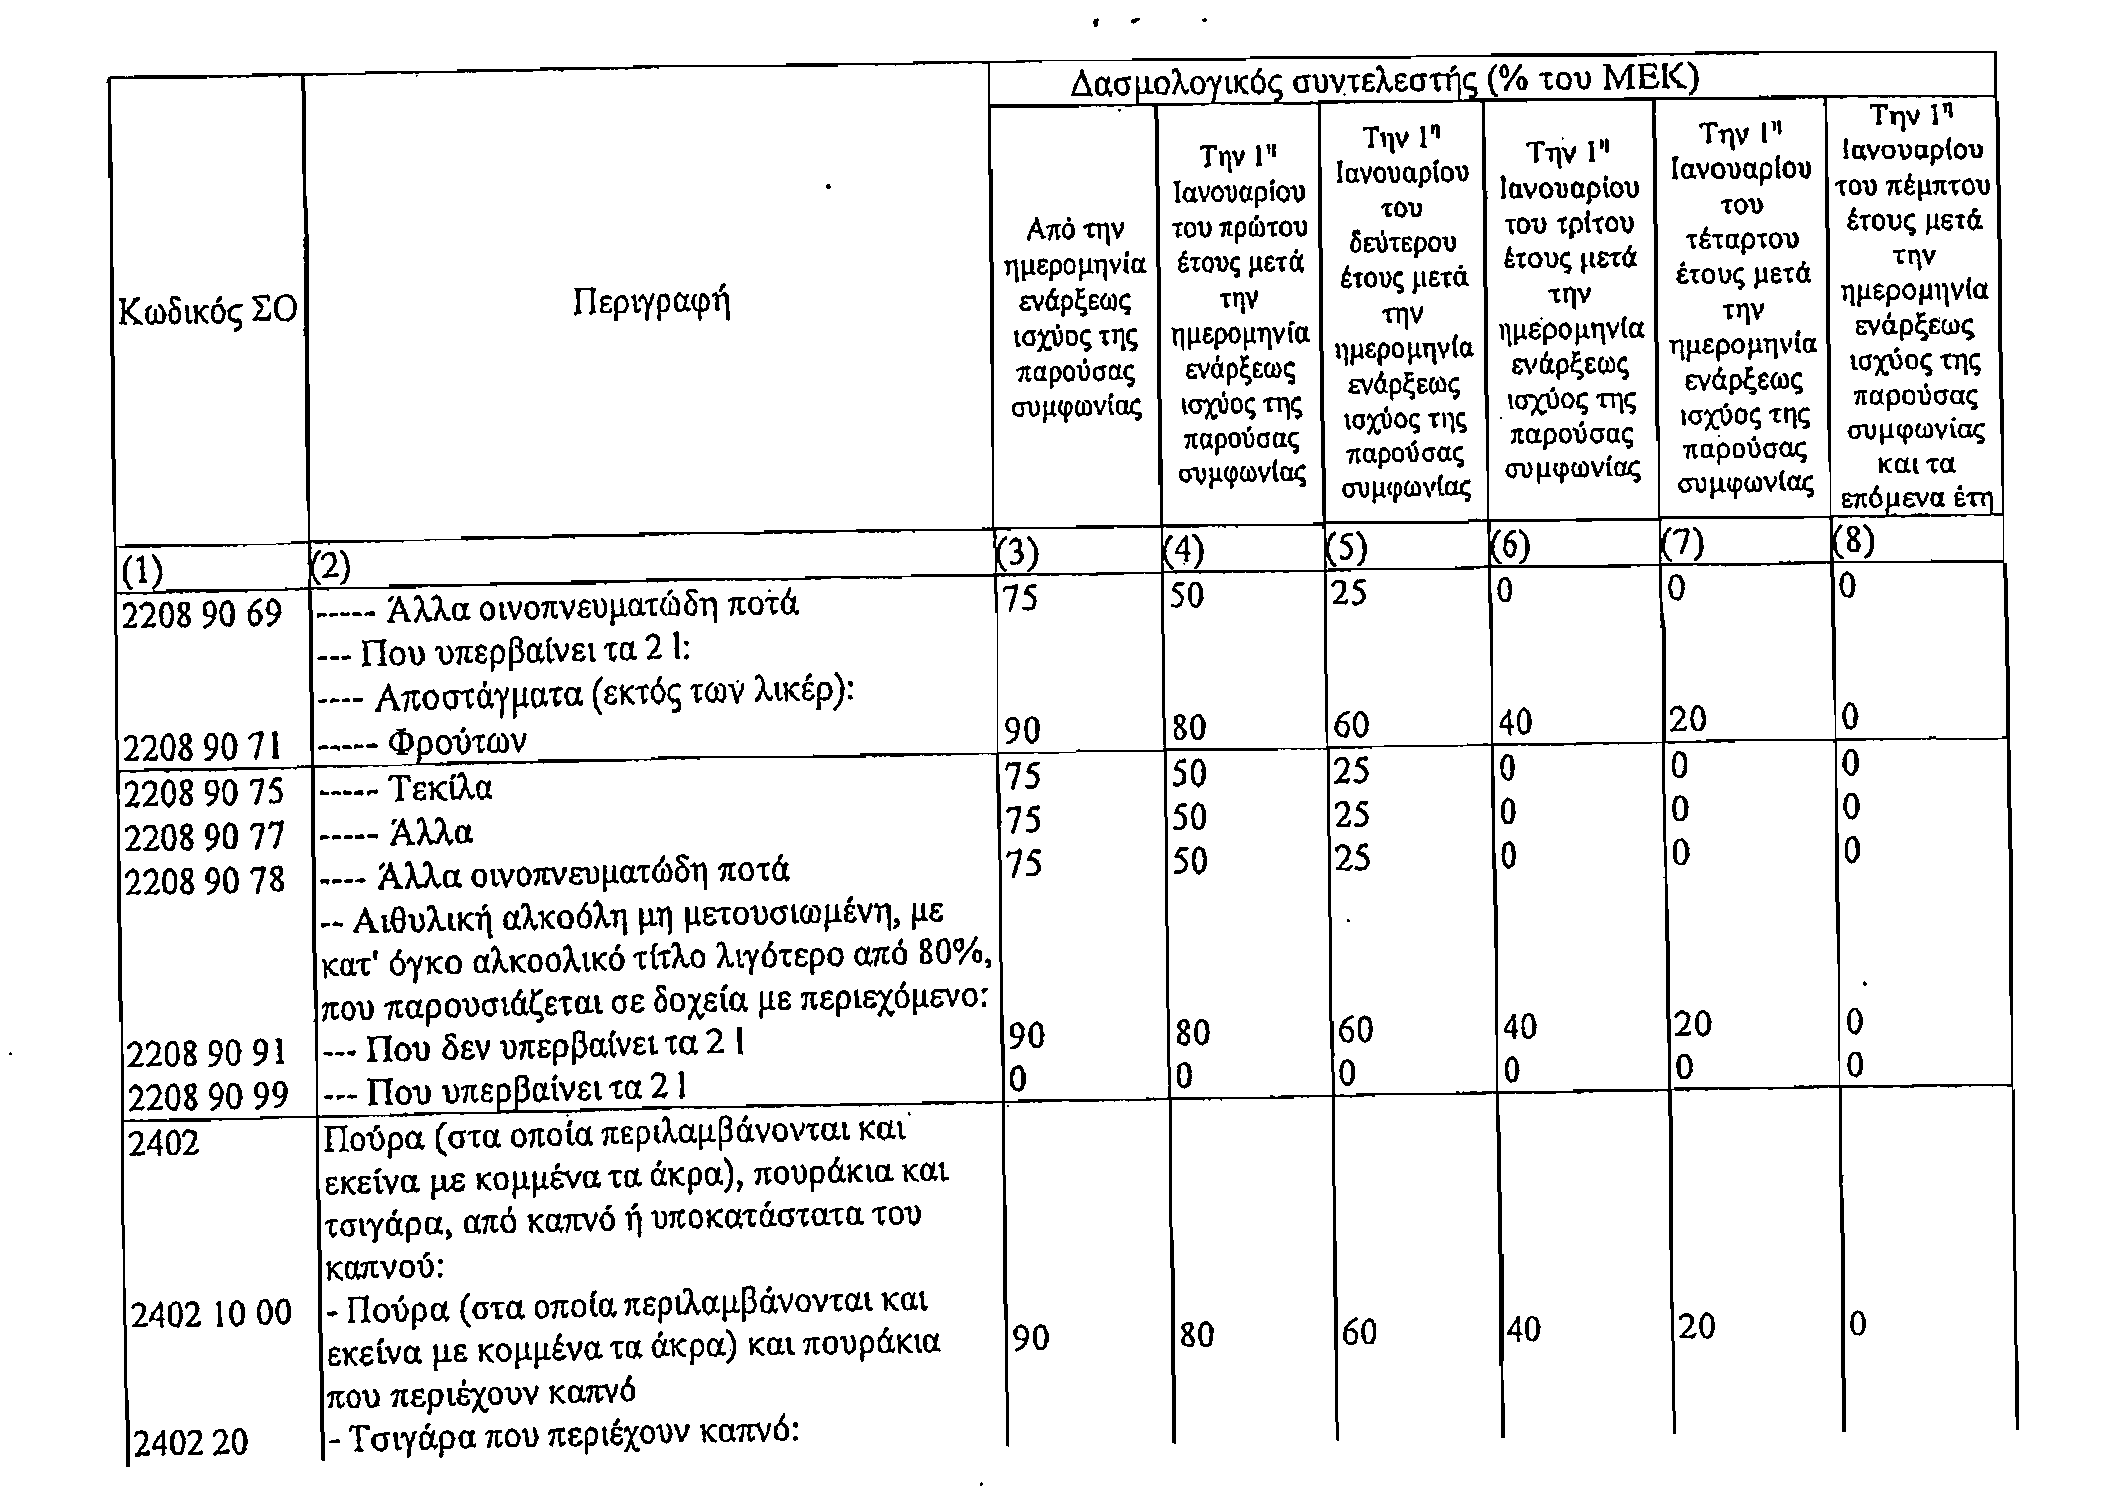 Δασμολογικός συντελεστής (% του ΜΕΚ)
Κωδικός ΣΟ
Περιγραφή
Από την
ημερομηνία
ενάρξεως
ισχύος της
παρούσας
συμφωνίας
Την 1η
Ιανουαρίου
του πρώτου
έτους μετά
την
ημερομηνία
ενάρξεως
ισχύος της
παρούσας
συμφωνίας
Την 1η
Ιανουαρίου
του
δεύτερου
έτους μετά
την
ημερομηνία
ενάρξεως
ισχύος της
παρούσας
συμφωνίας
Την 1η
Ιανουαρίου
του τρίτου
έτους μετά
την
ημερομηνία
ενάρξεως
ισχύος της
παρούσας
συμφωνίας
Την 1η
Ιανουαρίου
του
τέταρτου
έτους μετά
την
ημερομηνία
ενάρξεως
ισχύος της
παρούσας
συμφωνίας
Την 1η
Ιανουαρίου
του πέμπτου
έτους μετά
την
ημερομηνία
ενάρξεως
ισχύος της
παρούσας
συμφωνίας
και τα
επόμενα έτη
(1) (2) (3) (4) (5) (6) (7) (8)
2208 90 69 ----- Άλλα οινοπνευματώδη ποτά 75 50 25 0 0 0
--- Που υπερβαίνει τα 2 l:
---- Αποστάγματα (εκτός των λικέρ):
2208 90 71 ----- Φρούτων 90 80 60 40 20 0
2208 90 75 ----- Τεκίλα 75 50 25 0 0 0
2208 90 77 ----- Άλλα 75 50 25 0 0 0
2208 90 78 ---- Άλλα οινοπνευματώδη ποτά 75 50 25 0 0 0
-- Αιθυλική αλκοόλη μη μετουσιωμένη, με
κατ' όγκο αλκοολικό τίτλο λιγότερο από 80%,
που παρουσιάζεται σε δοχεία με περιεχόμενο:
2208 90 91 --- Που δεν υπερβαίνει τα 2 l 90 80 60 40 20 0
2208 90 99 --- Που υπερβαίνει τα 2 l 0 0 0 0 0 0
2402 Πούρα (στα οποία περιλαμβάνονται και
εκείνα με κομμένα τα άκρα), πουράκια και
τσιγάρα, από καπνό ή υποκατάστατα του
καπνού:
2402 10 00 - Πούρα (στα οποία περιλαμβάνονται και
εκείνα με κομμένα τα άκρα) και πουράκια 90 80 60 40 20 0
που περιέχουν καπνό
2402 20 - Τσιγάρα που περιέχουν καπνό: